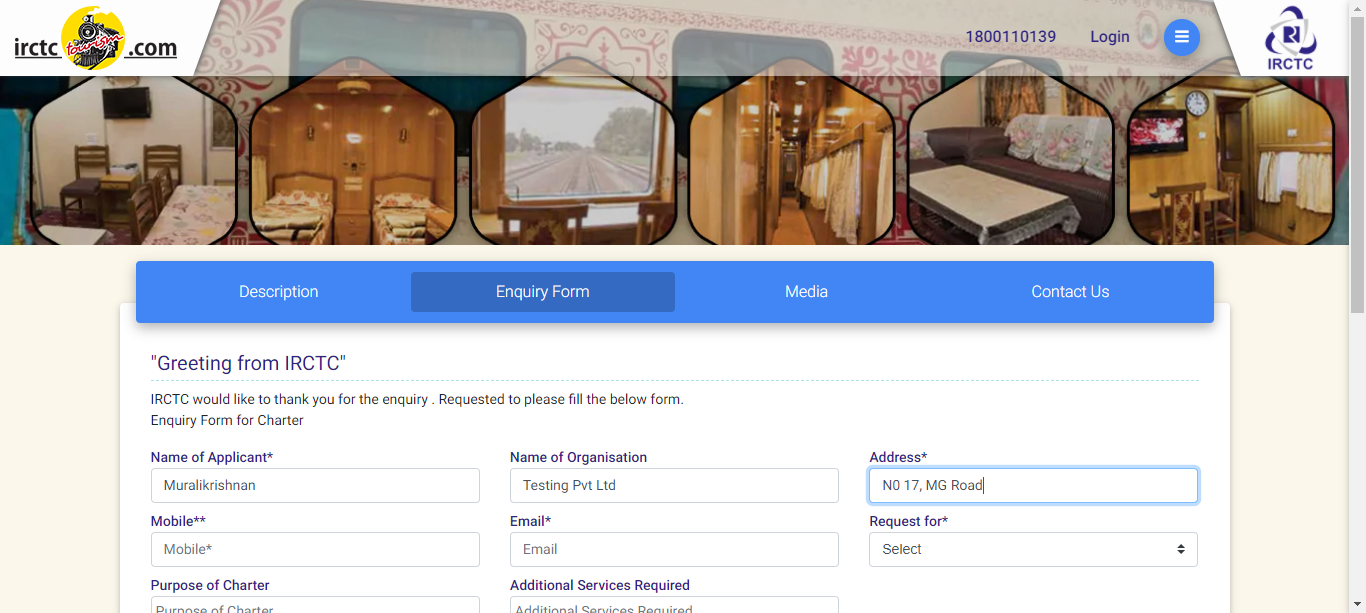 irctc tourism .com
1800110139 Login
IRCTC
Description Enquiry Form Media Contact Us
"Greeting from IRCTC"
IRCTC would like to thank you for the enquiry . Requested to please fill the below form.
Enquiry Form for Charter
Name of Applicant* Name of Organisation Address*
Muralikrishnan Testing Pvt Ltd N0 17, MG Road
Mobile** Email* Request for*
Mobile* Email Select
Purpose of Charter Additional Services Required
Purpose of Charter Additional Services Required